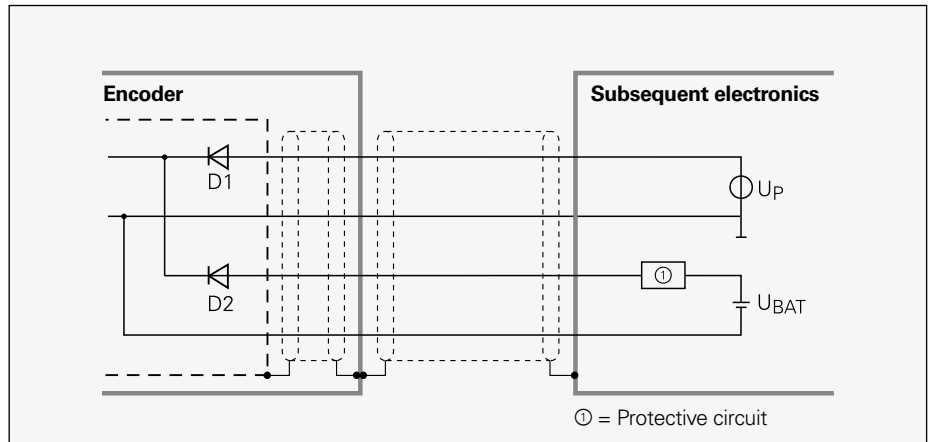 Encoder
Subsequent electronics
D1
UP
①
D2
UBAT
① = Protective circuit